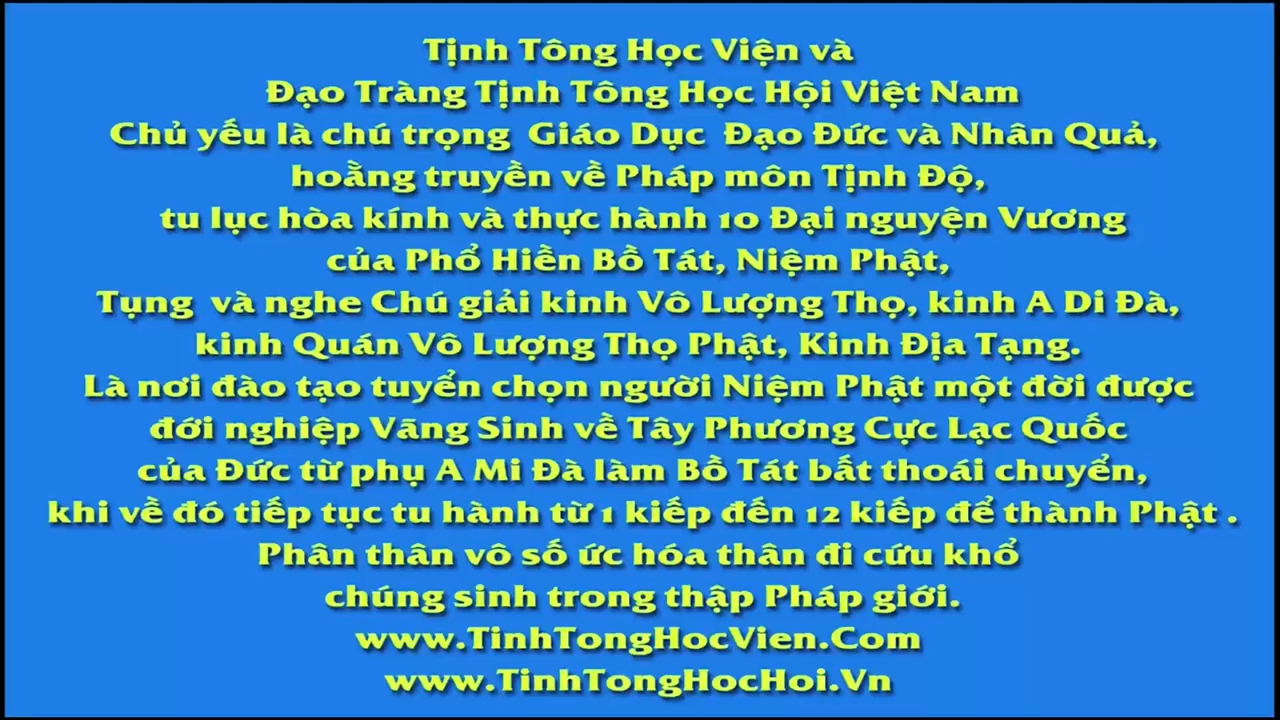 Tịnh Tông Học Viện và
Đạo Tràng Tịnh Tông Học Hội Việt Nam
Chủ yếu là chú trọng  Giáo Dục  Đạo Đức và Nhân Quả,
hoằng truyền về Pháp môn Tịnh Độ,
tu lục hòa kính và thực hành 10 Đại nguyện Vương
của Phổ Hiền Bồ Tát, Niệm Phật,
Tụng  và nghe Chú giải kinh Vô Lượng Thọ, kinh A Di Đà,
kinh Quán Vô Lượng Thọ Phật, Kinh Địa Tạng.
Là nơi đào tạo tuyển chọn người Niệm Phật một đời được
đới nghiệp Vãng Sinh về Tây Phương Cực Lạc Quốc
của Đức từ phụ A Mi Đà làm Bồ Tát bất thoái chuyển,
khi về đó tiếp tục tu hành từ 1 kiếp đến 12 kiếp để thành Phật .
Phân thân vô số ức hóa thân đi cứu khổ
chúng sinh trong thập Pháp giới.
www.TinhTongHocVien.Com
www.TinhTongHocHoi.Vn